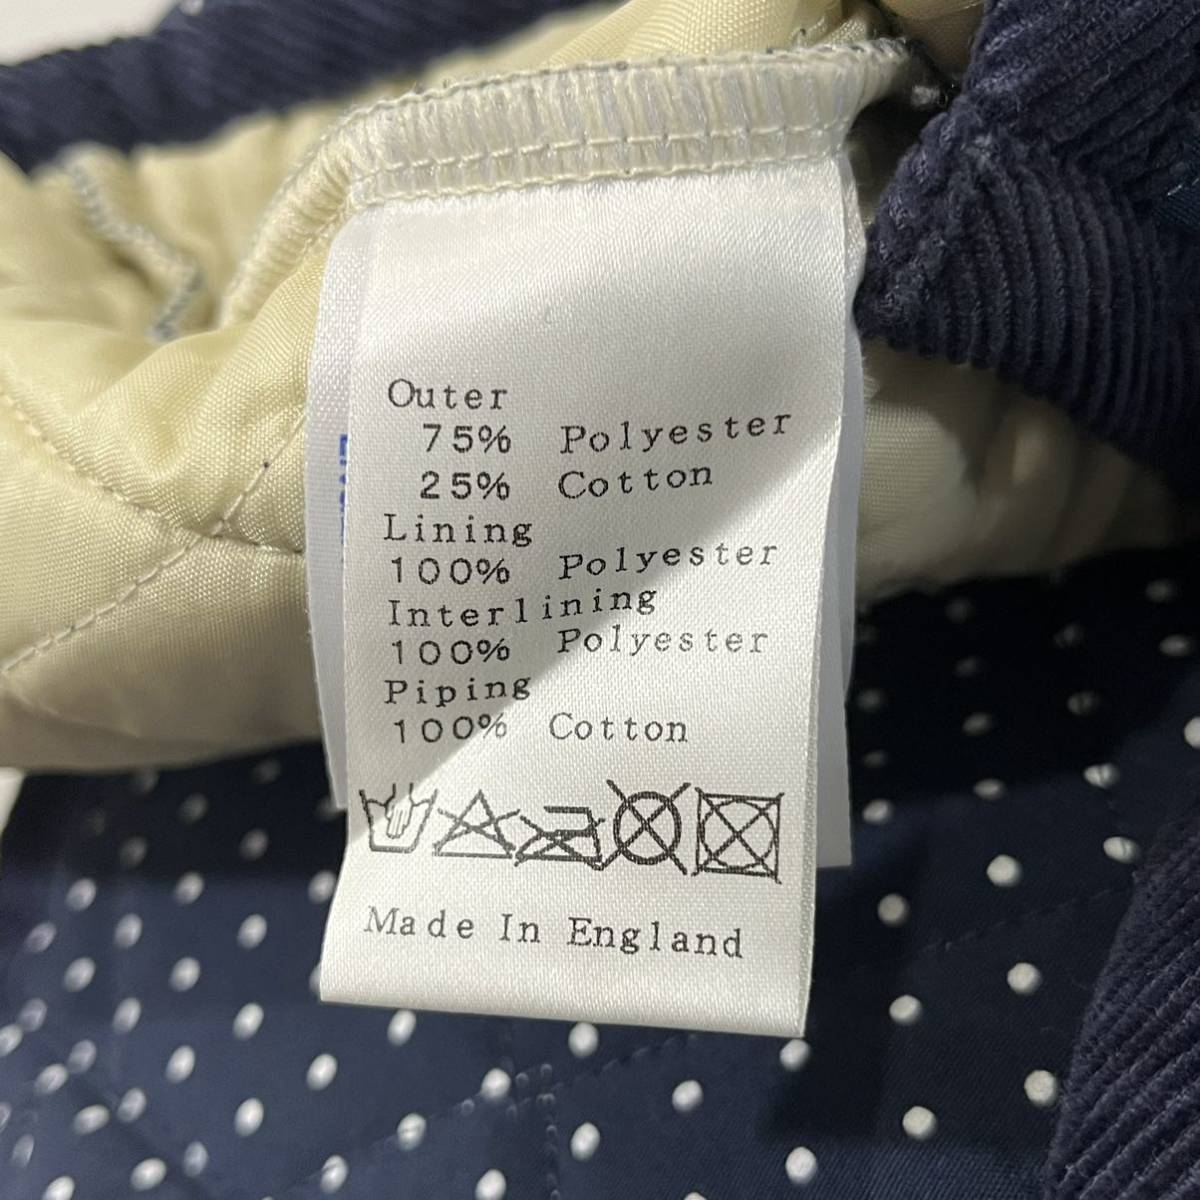 Outer
75% Polyester
25% Cotton
Lining
100% Polyester
Interlining
100% Polyester
Piping
100% Cotton
Made In England